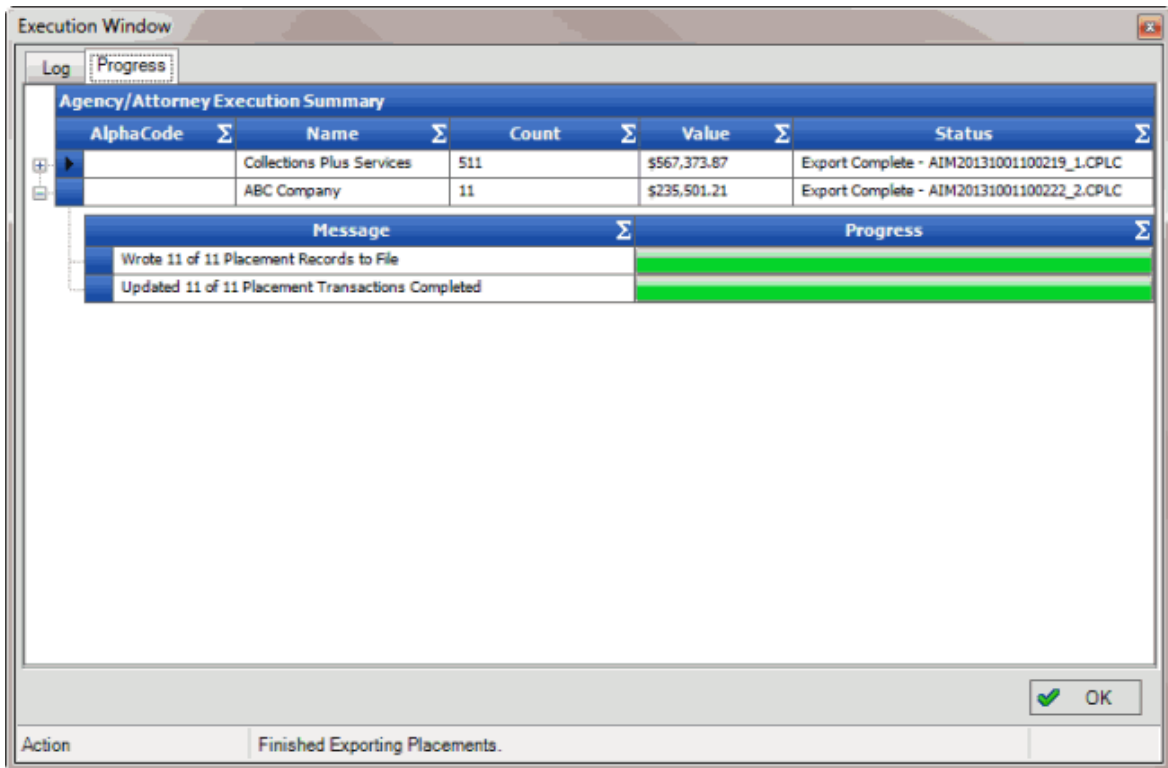 Execution Window
Log Progress
Agency/Attorney Execution Summary
AlphaCode Σ Name Σ Count Σ Value Σ Status Σ
Collections Plus Services 511 $567,373.87 Export Complete - AIM20131001100219_1.CPLC
ABC Company 11 $235,501.21 Export Complete - AIM20131001100222_2.CPLC
Message Σ Progress Σ
Wrote 11 of 11 Placement Records to File
Updated 11 of 11 Placement Transactions Completed
OK
Action Finished Exporting Placements.